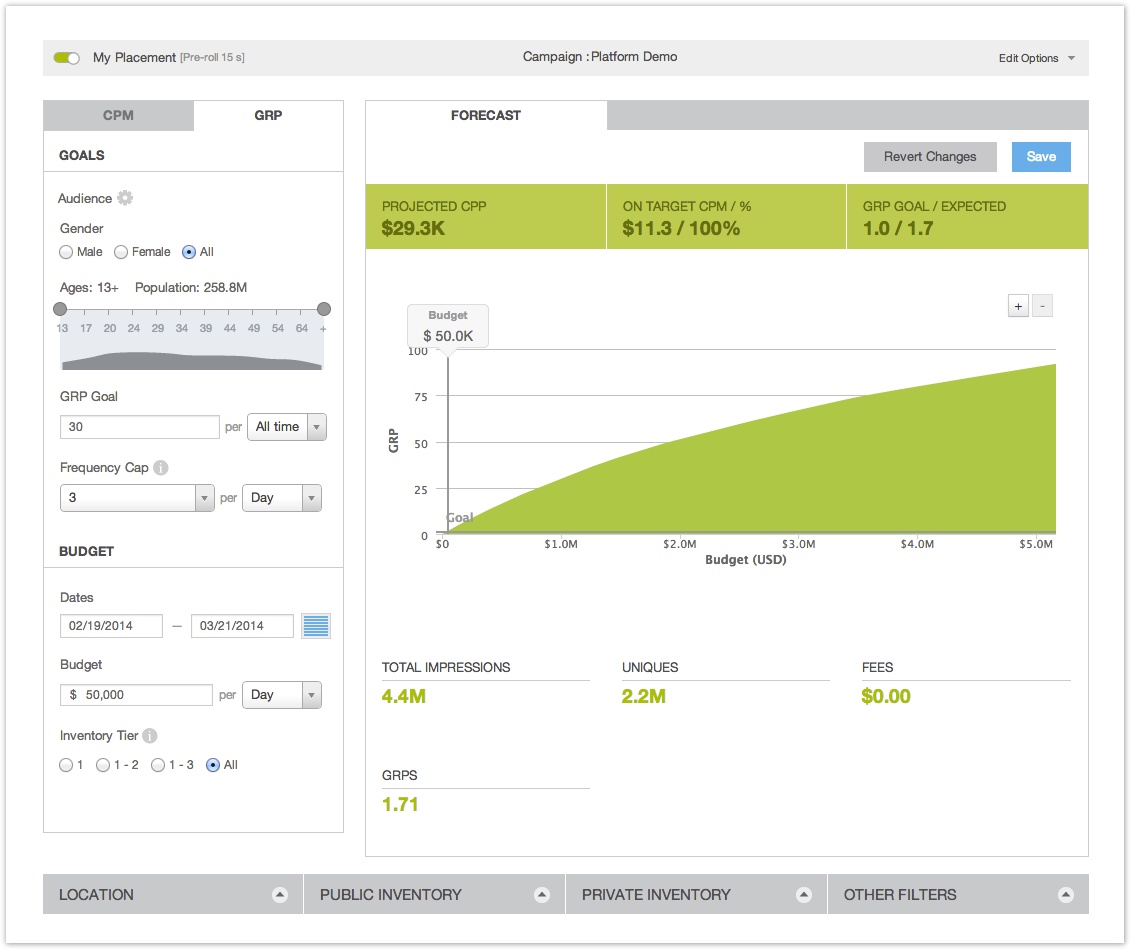 My Placement [Pre-roll 15 s]
Campaign : Platform Demo
Edit Options
CPM
GRP
GOALS
Audience
Gender
Male Female All
Ages: 13+ Population: 258.8M
13 17 20 24 29 34 39 44 49 54 64 +
GRP Goal
30 per All time
Frequency Cap i
3 per Day
BUDGET
Dates
02/19/2014 — 03/21/2014
Budget
$ 50,000 per Day
Inventory Tier i
1 1 - 2 1 - 3 All
FORECAST
Revert Changes Save
PROJECTED CPP
$29.3K
ON TARGET CPM / %
$11.3 / 100%
GRP GOAL / EXPECTED
1.0 / 1.7
+ -
Budget
$ 50.0K
100
75
50
25
0
GRP
Goal
$0 $1.0M $2.0M $3.0M $4.0M $5.0M
Budget (USD)
TOTAL IMPRESSIONS
4.4M
UNIQUES
2.2M
FEES
$0.00
GRPS
1.71
LOCATION
PUBLIC INVENTORY
PRIVATE INVENTORY
OTHER FILTERS